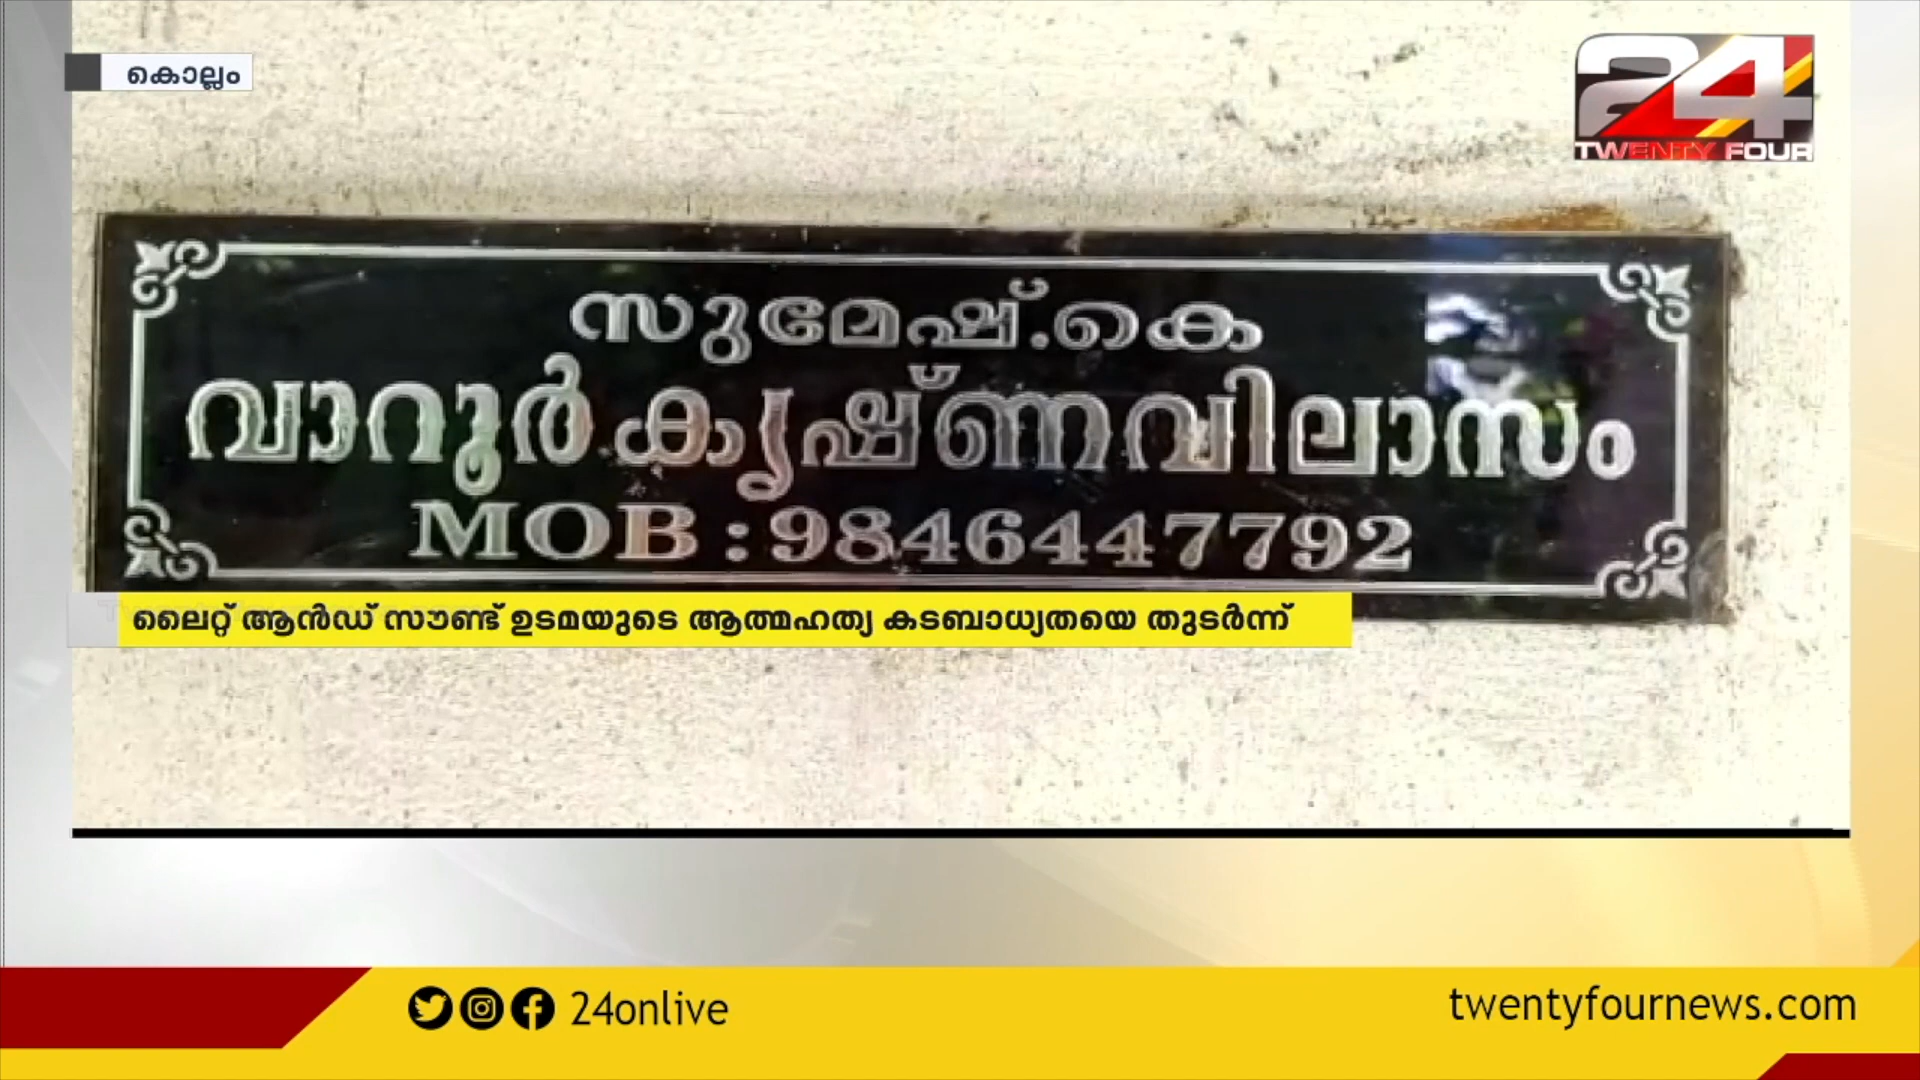 കൊല്ലം
24
TWENTY FOUR
സുമേഷ്.കെ
വാറൂർ കൃഷ്ണവിലാസം
MOB : 9846447792
ലൈറ്റ് ആൻഡ് സൗണ്ട് ഉടമയുടെ ആത്മഹത്യ കടബാധ്യതയെ തുടർന്ന്
24onlive
twentyfournews.com